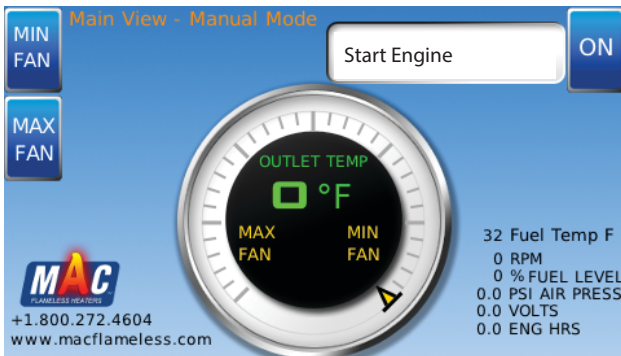 Main View - Manual Mode
MIN
FAN
Start Engine
ON
MAX
FAN
OUTLET TEMP
0 °F
MAX
FAN
MIN
FAN
32 Fuel Temp F
0 RPM
0 % FUEL LEVEL
0.0 PSI AIR PRESS
0.0 VOLTS
0.0 ENG HRS
MAC
FLAMELESS HEATERS
+1.800.272.4604
www.macflameless.com